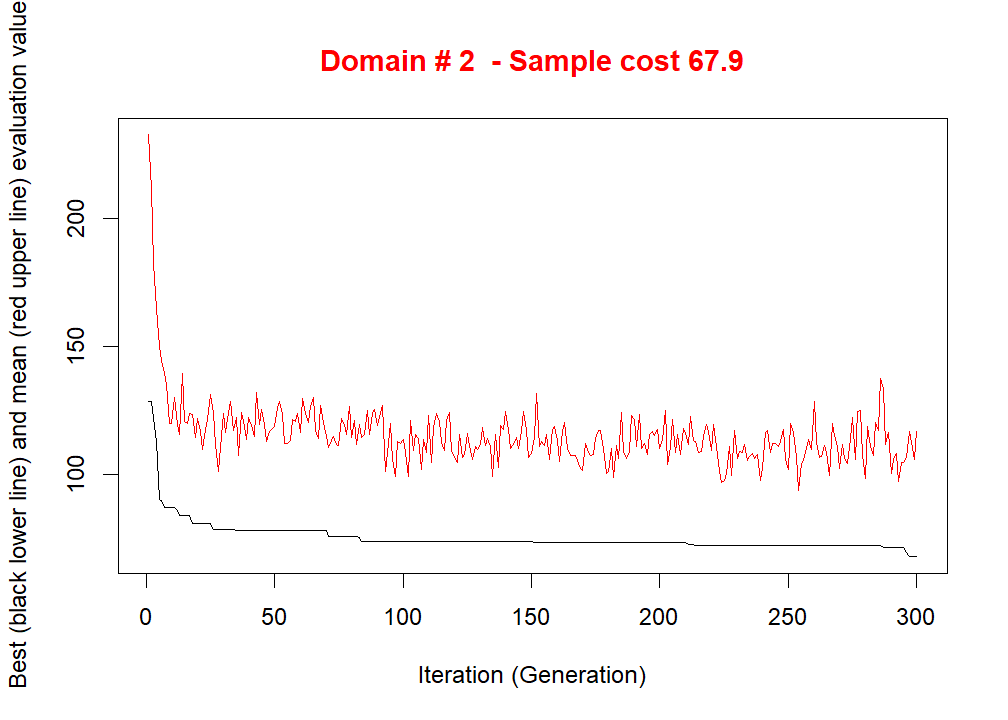 Domain # 2  - Sample cost 67.9
Best (black lower line) and mean (red upper line) evaluation value
200
150
100
0 50 100 150 200 250 300
Iteration (Generation)